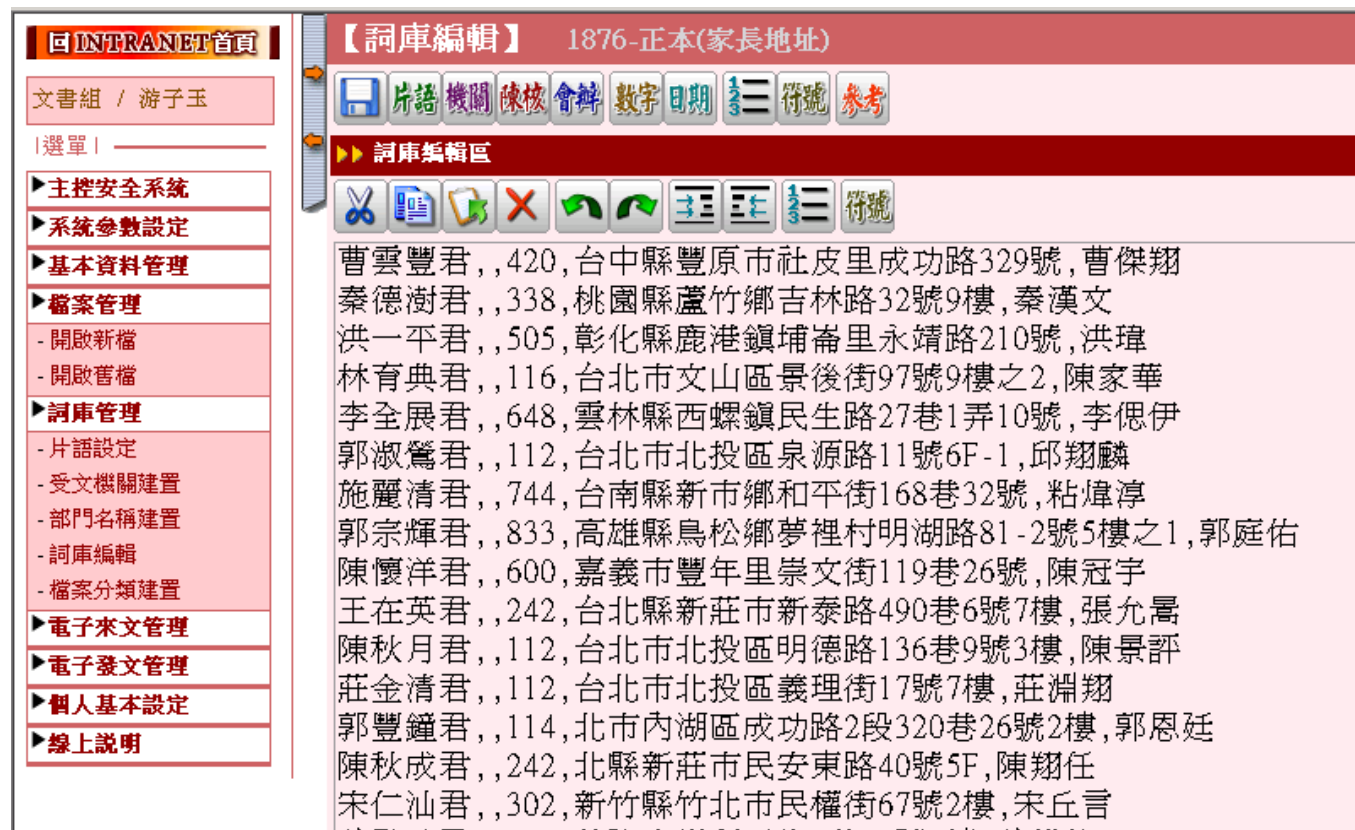 回INTRANET首頁
文書組 / 游子玉
|選單|
主控安全系統
系統參數設定
基本資料管理
檔案管理
- 開啟新檔
- 開啟舊檔
詞庫管理
- 片語設定
- 受文機關建置
- 部門名稱建置
- 詞庫編輯
- 檔案分類建置
電子來文管理
電子發文管理
個人基本設定
線上說明
【詞庫編輯】 1876-正本(家長地址)
片語 機關 陳核 會辦 數字 日期 123 符號 參考
詞庫編輯區
123 符號
曹雲豐君,,420,台中縣豐原市社皮里成功路329號,曹傑翔
秦德澍君,,338,桃園縣蘆竹鄉吉林路32號9樓,秦漢文
洪一平君,,505,彰化縣鹿港鎮埔崙里永靖路210號,洪瑋
林育典君,,116,台北市文山區景後街97號9樓之2,陳家華
李全展君,,648,雲林縣西螺鎮民生路27巷1弄10號,李偲伊
郭淑鶯君,,112,台北市北投區泉源路11號6F-1,邱翔麟
施麗清君,,744,台南縣新市鄉和平街168巷32號,粘煒淳
郭宗輝君,,833,高雄縣鳥松鄉夢裡村明湖路81-2號5樓之1,郭庭佑
陳懷洋君,,600,嘉義市豐年里崇文街119巷26號,陳冠宇
王在英君,,242,台北縣新莊市新泰路490巷6號7樓,張允暠
陳秋月君,,112,台北市北投區明德路136巷9號3樓,陳景評
莊金清君,,112,台北市北投區義理街17號7樓,莊淵翔
郭豐鐘君,,114,北市內湖區成功路2段320巷26號2樓,郭恩廷
陳秋成君,,242,北縣新莊市民安東路40號5F,陳翔任
宋仁汕君,,302,新竹縣竹北市民權街67號2樓,宋丘言